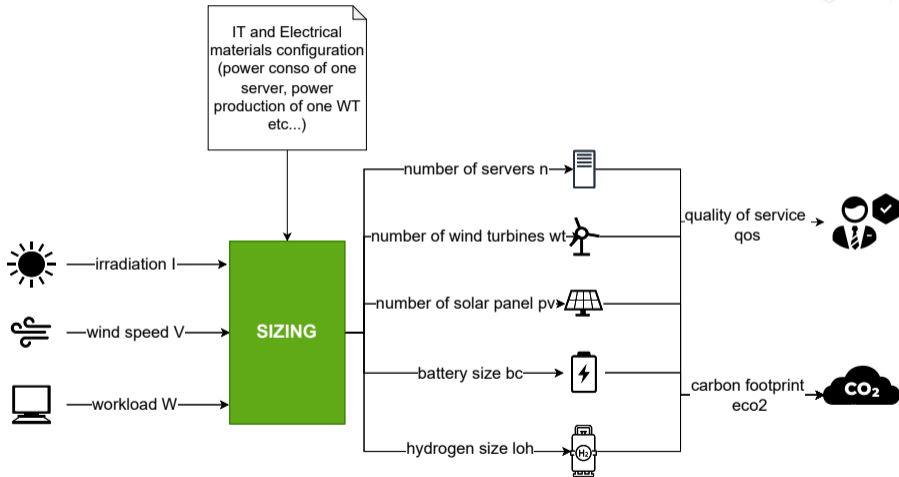 IT and Electrical
materials configuration
(power conso of one
server, power
production of one WT
etc...)
number of servers n
number of wind turbines wt
quality of service
qos
irradiation I
number of solar panel pv
wind speed V
SIZING
battery size bc
carbon footprint
eco2
CO₂
workload W
hydrogen size loh
H₂